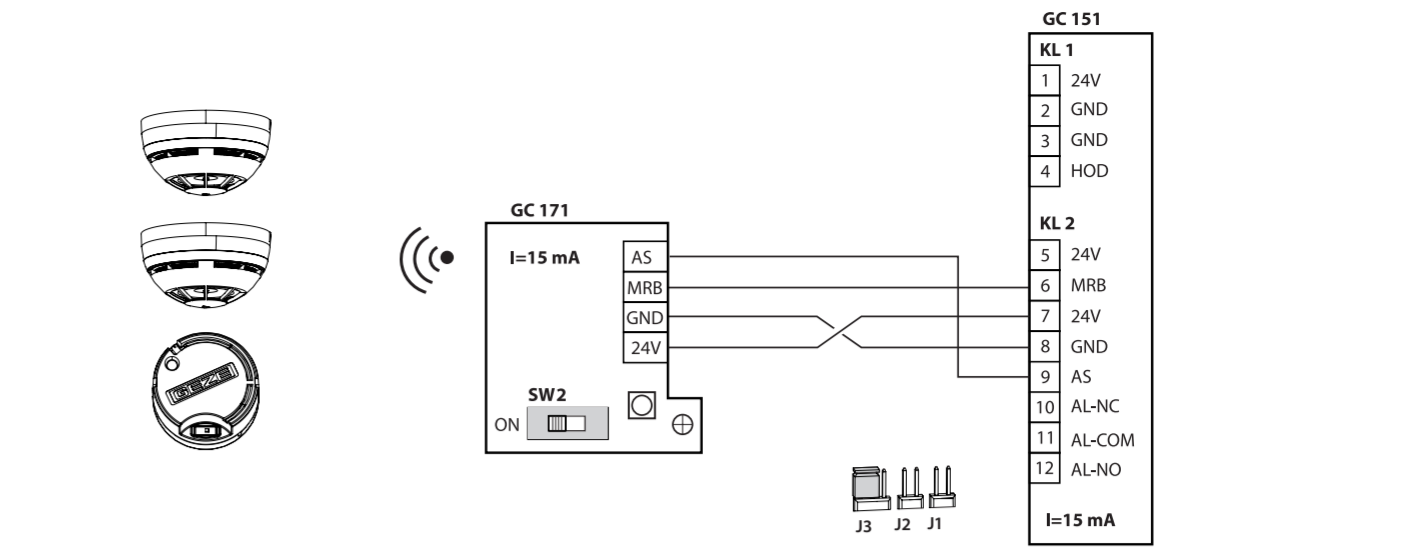 GC 151
KL 1
1 24V
2 GND
3 GND
4 HOD
KL 2
5 24V
6 MRB
7 24V
8 GND
9 AS
10 AL-NC
11 AL-COM
12 AL-NO
I=15 mA
GC 171
I=15 mA
AS
MRB
GND
24V
SW2
ON
GEZE
J3 J2 J1